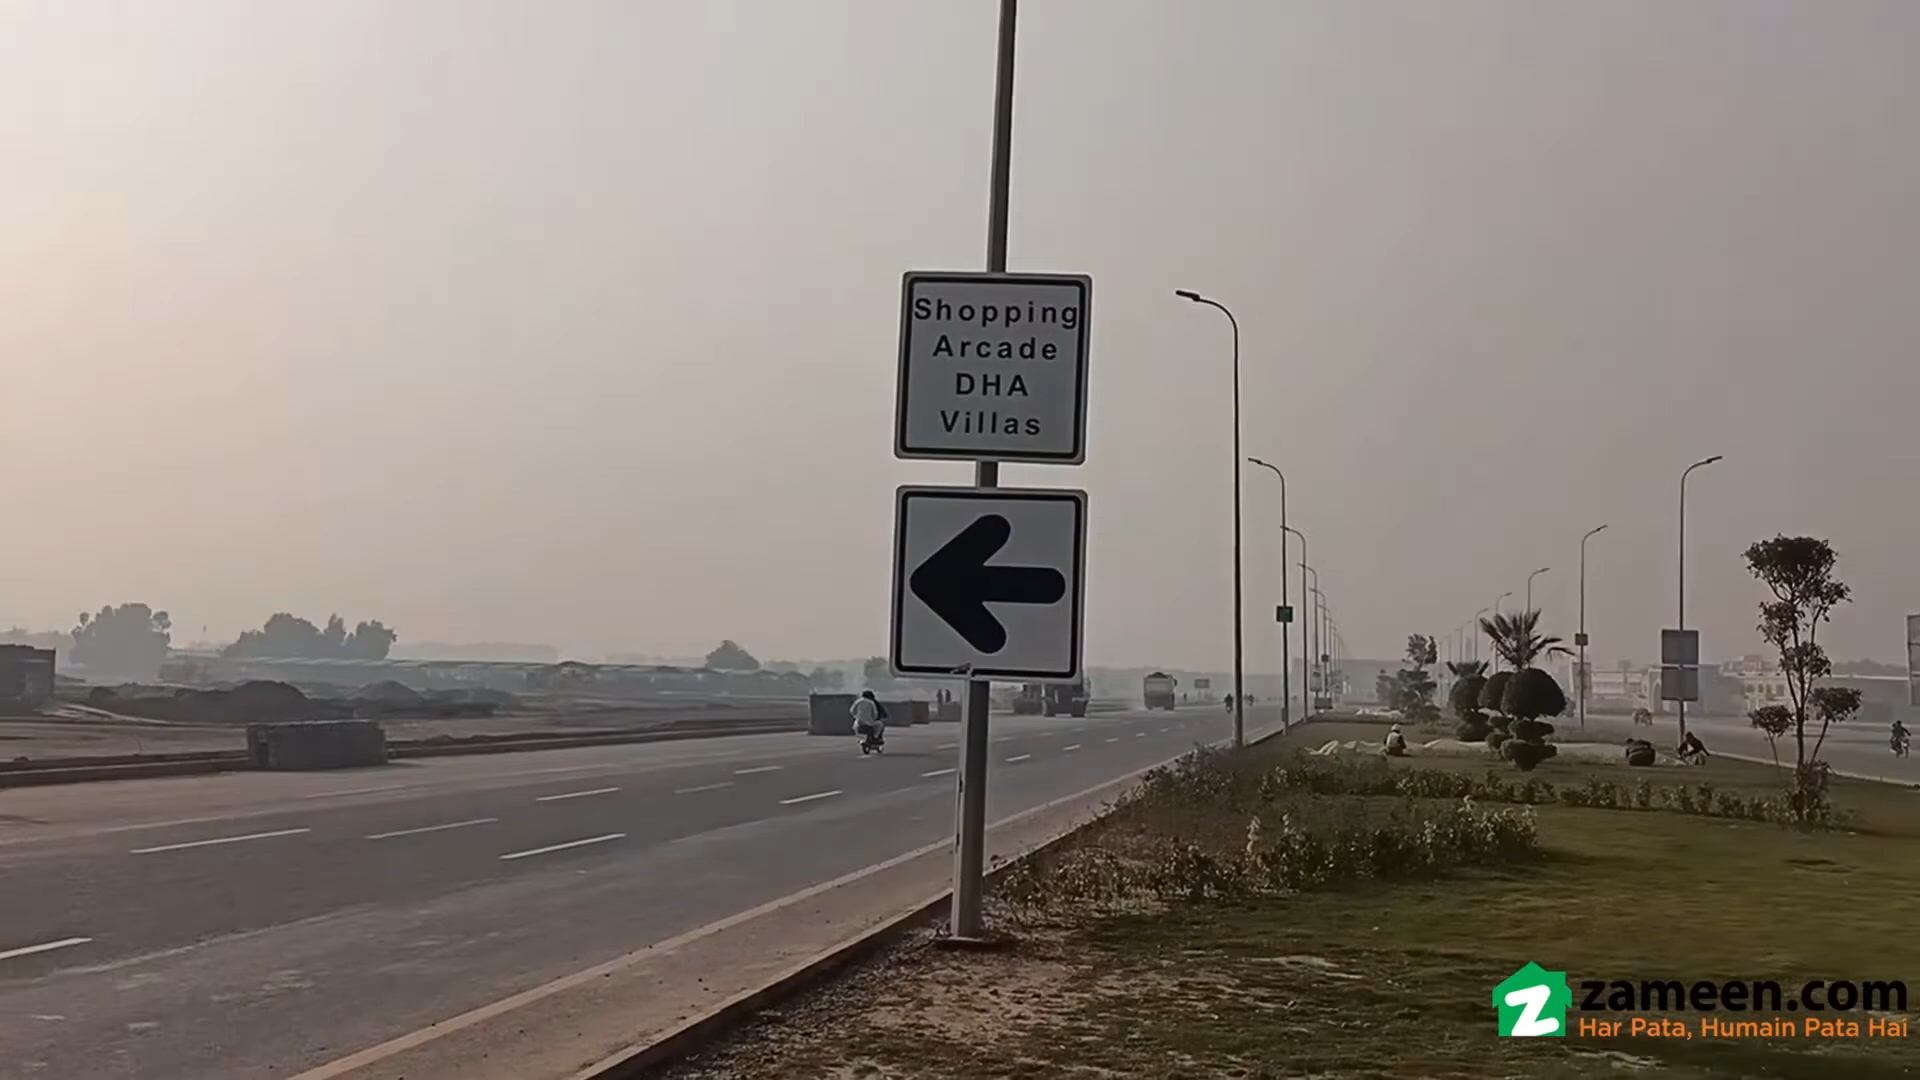 Shopping
Arcade
DHA
Villas
zameen.com
Har Pata, Humain Pata Hai